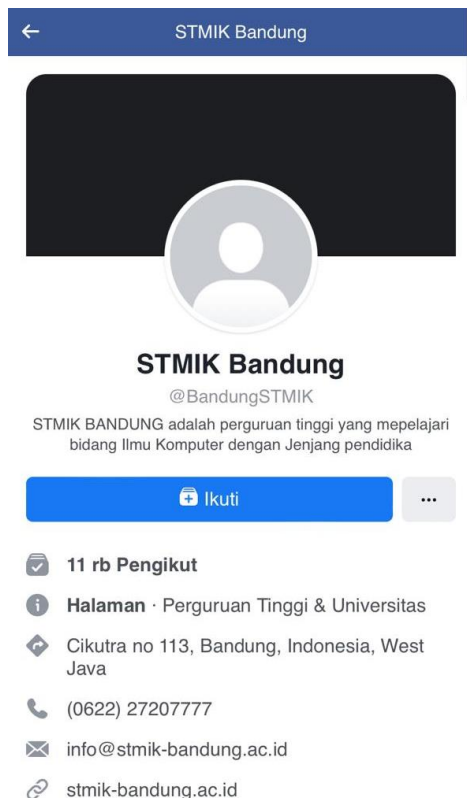 STMIK Bandung
STMIK Bandung
@BandungSTMIK
STMIK BANDUNG adalah perguruan tinggi yang mepelajari
bidang Ilmu Komputer dengan Jenjang pendidika
Ikuti
11 rb Pengikut
Halaman · Perguruan Tinggi & Universitas
Cikutra no 113, Bandung, Indonesia, West
Java
(0622) 27207777
info@stmik-bandung.ac.id
stmik-bandung.ac.id